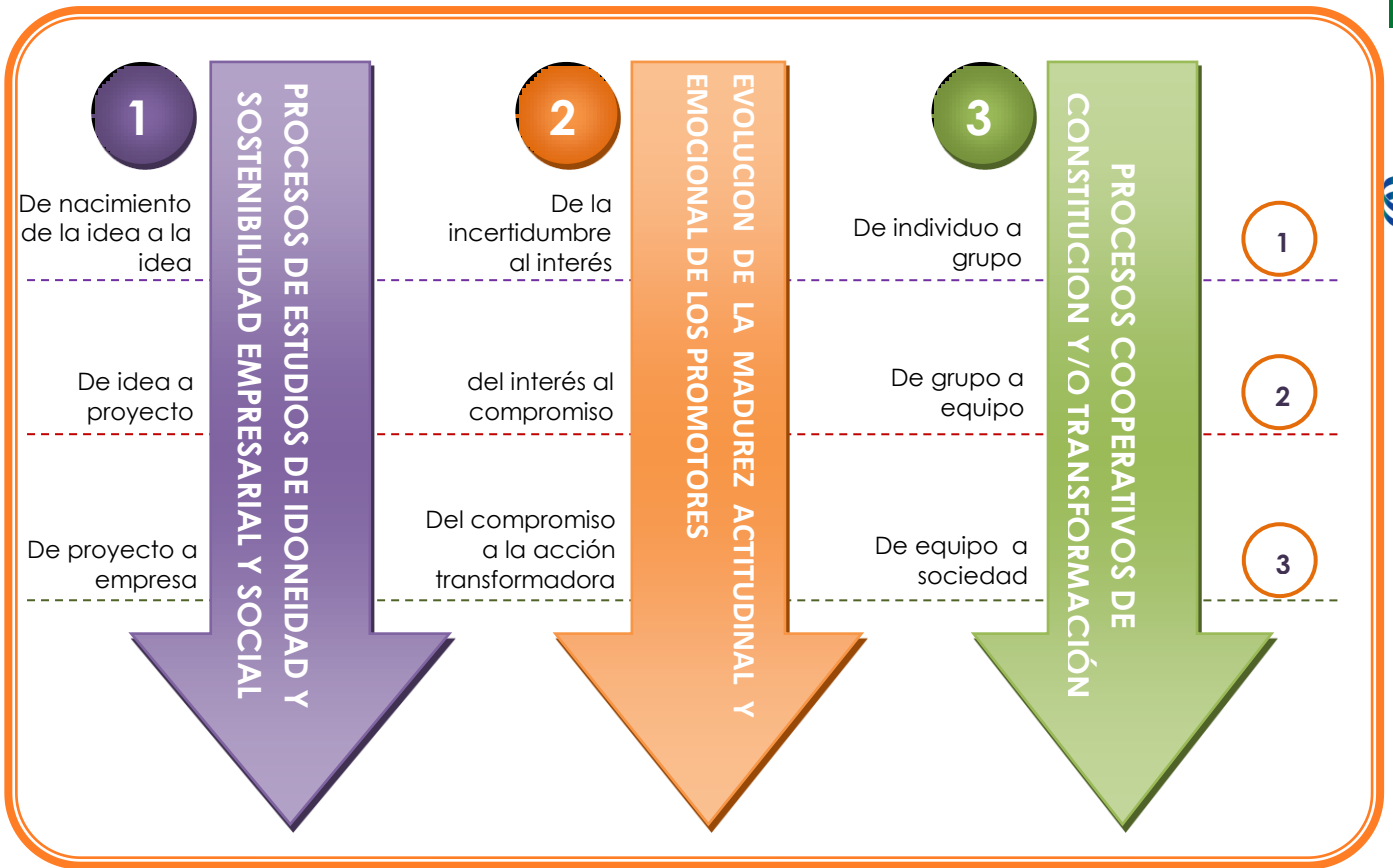 1
PROCESOS DE ESTUDIOS DE IDONEIDAD Y
SOSTENIBILIDAD EMPRESARIAL Y SOCIAL
De nacimiento
de la idea a la
idea
De idea a
proyecto
De proyecto a
empresa
2
EVOLUCION DE LA MADUREZ ACTITUDINAL Y
EMOCIONAL DE LOS PROMOTORES
De la
incertidumbre
al interés
del interés al
compromiso
Del compromiso
a la acción
transformadora
3
PROCESOS COOPERATIVOS DE
CONSTITUCION Y/O TRANSFORMACIÓN
De individuo a
grupo
De grupo a
equipo
De equipo a
sociedad
1
2
3